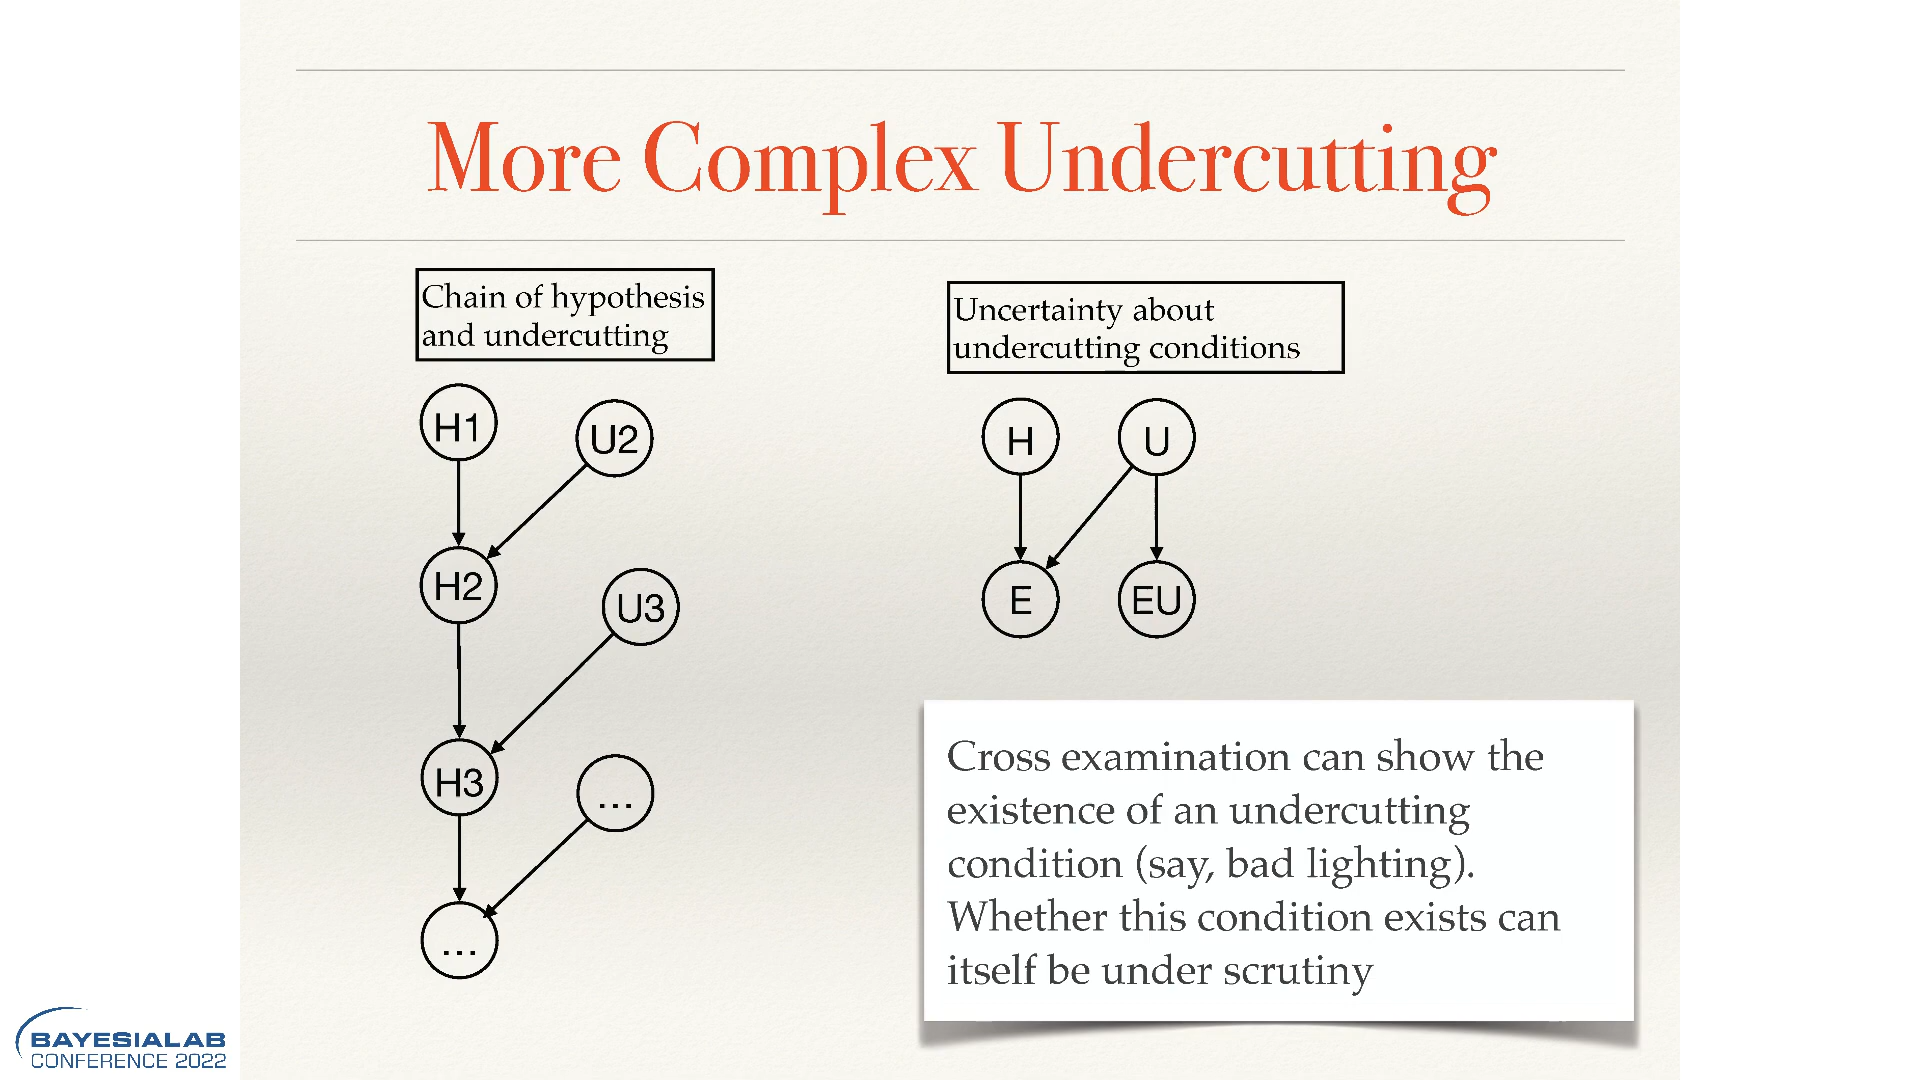 More Complex Undercutting
Chain of hypothesis
and undercutting
H1
U2
H2
U3
H3
...
...
Uncertainty about
undercutting conditions
H
U
E
EU
Cross examination can show the
existence of an undercutting
condition (say, bad lighting).
Whether this condition exists can
itself be under scrutiny
BAYESIALAB
CONFERENCE 2022